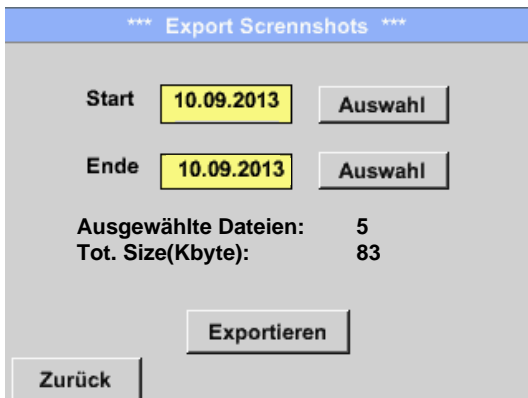 *** Export Scrennshots ***
Start 10.09.2013 Auswahl
Ende 10.09.2013 Auswahl
Ausgewählte Dateien: 5
Tot. Size(Kbyte): 83
Exportieren
Zurück